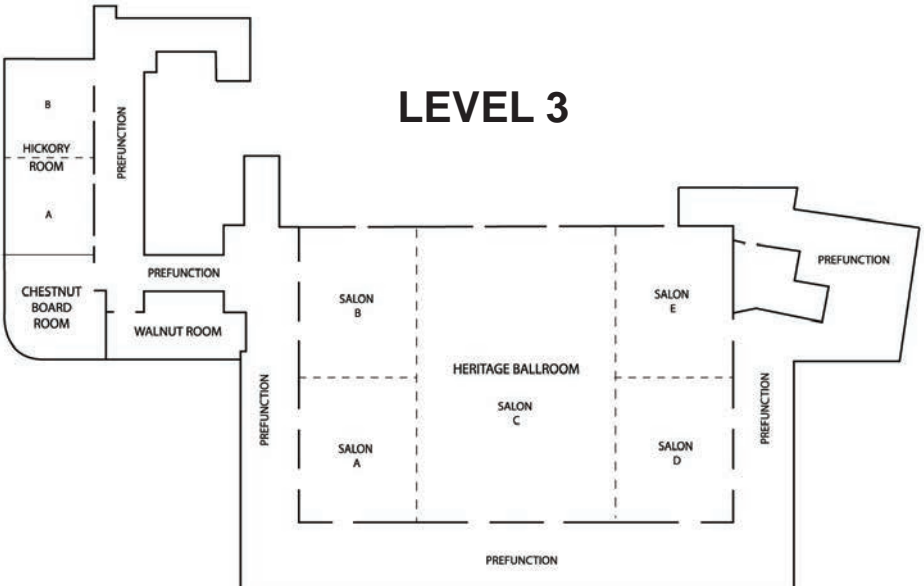 LEVEL 3
B
HICKORY
ROOM
A
PREFUNCTION
CHESTNUT
BOARD
ROOM
PREFUNCTION
WALNUT ROOM
PREFUNCTION
SALON
B
SALON
A
HERITAGE BALLROOM
SALON
C
SALON
E
SALON
D
PREFUNCTION
PREFUNCTION
PREFUNCTION